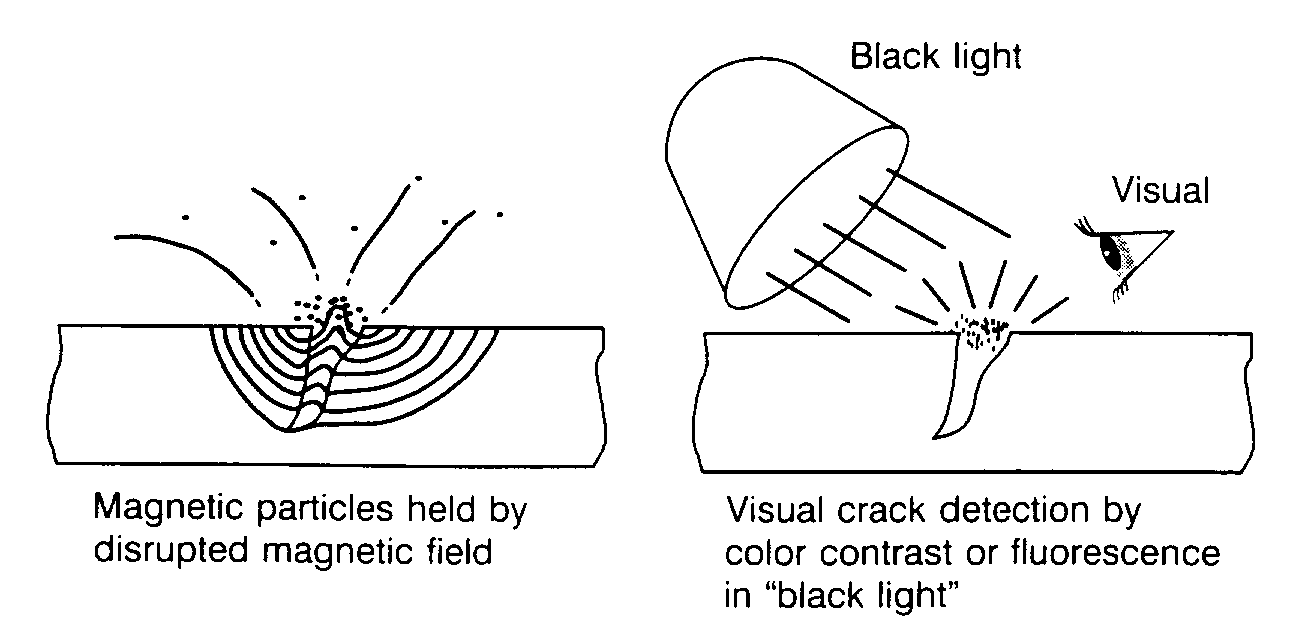 Black light
Visual
Magnetic particles held by
disrupted magnetic field
Visual crack detection by
color contrast or fluorescence
in “black light”